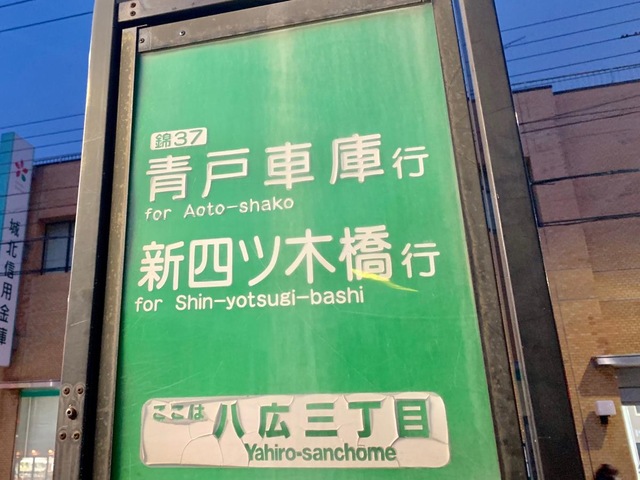 錦37
青戸車庫行
for Aoto-shako
新四ツ木橋行
for Shin-yotsugi-bashi
ここは 八広三丁目
Yahiro-sanchome
城北信用金庫